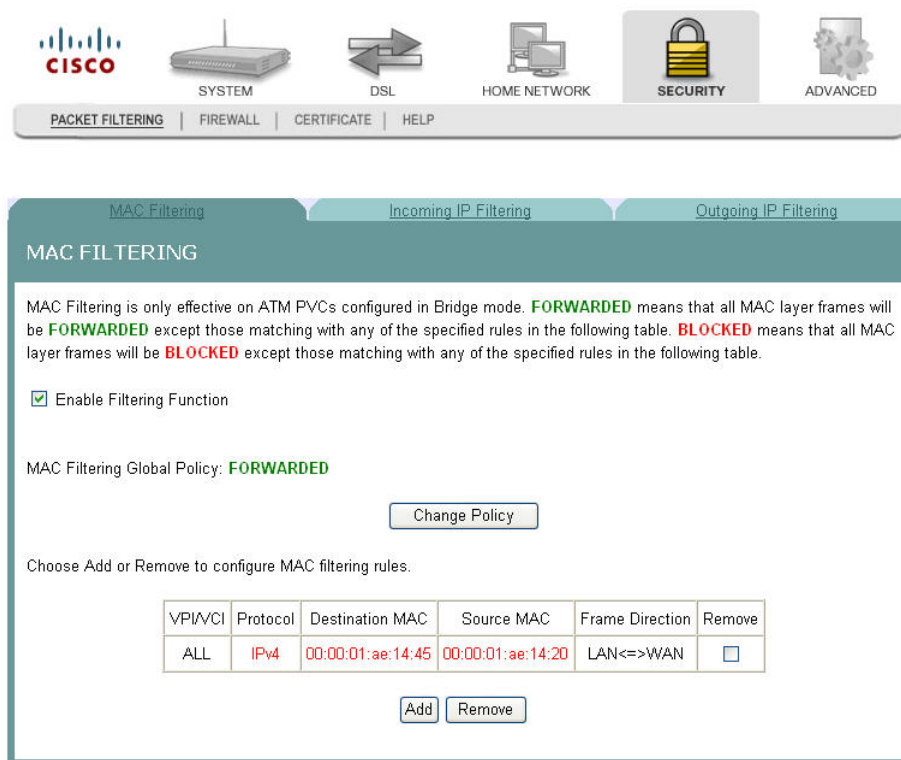 CISCO
SYSTEM
DSL
HOME NETWORK
SECURITY
ADVANCED
PACKET FILTERING | FIREWALL | CERTIFICATE | HELP
MAC Filtering
Incoming IP Filtering
Outgoing IP Filtering
MAC FILTERING
MAC Filtering is only effective on ATM PVCs configured in Bridge mode. FORWARDED means that all MAC layer frames will
be FORWARDED except those matching with any of the specified rules in the following table. BLOCKED means that all MAC
layer frames will be BLOCKED except those matching with any of the specified rules in the following table.
Enable Filtering Function
MAC Filtering Global Policy: FORWARDED
Change Policy
Choose Add or Remove to configure MAC filtering rules.
VPI/VCI Protocol Destination MAC Source MAC Frame Direction Remove
ALL IPv4 00:00:01:ae:14:45 00:00:01:ae:14:20 LAN<=>WAN
Add Remove